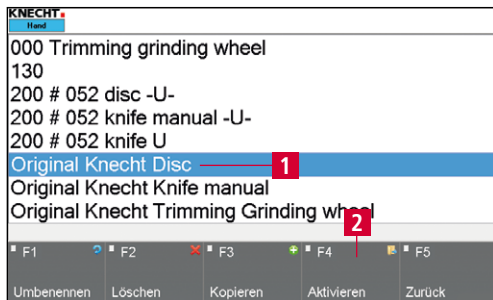 KNECHT
Hand
000 Trimming grinding wheel
130
200 # 052 disc -U-
200 # 052 knife manual -U-
200 # 052 knife U
Original Knecht Disc 1
Original Knecht Knife manual
Original Knecht Trimming Grinding wheel
2
F1 F2 F3 F4 F5
Umbenennen Löschen Kopieren Aktivieren Zurück